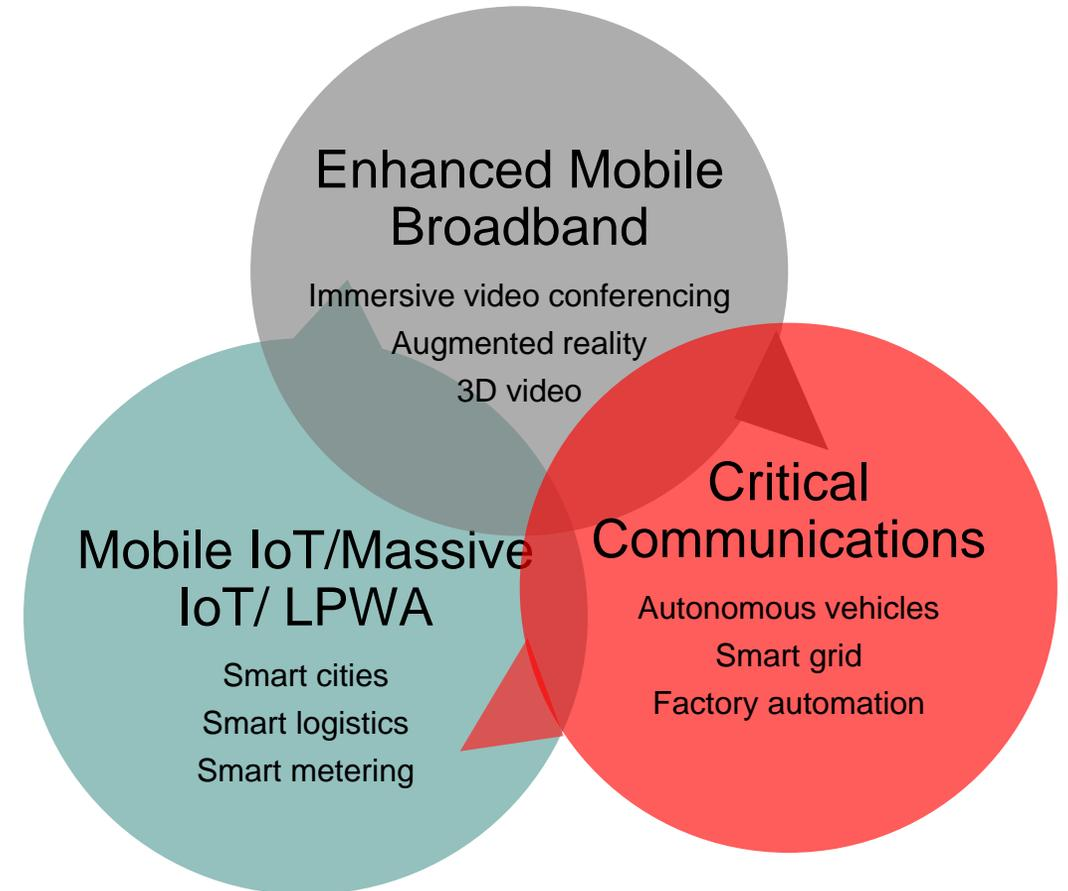 Enhanced Mobile
Broadband
Immersive video conferencing
Augmented reality
3D video
Critical
Communications
Autonomous vehicles
Smart grid
Factory automation
Mobile IoT/Massive
IoT/ LPWA
Smart cities
Smart logistics
Smart metering